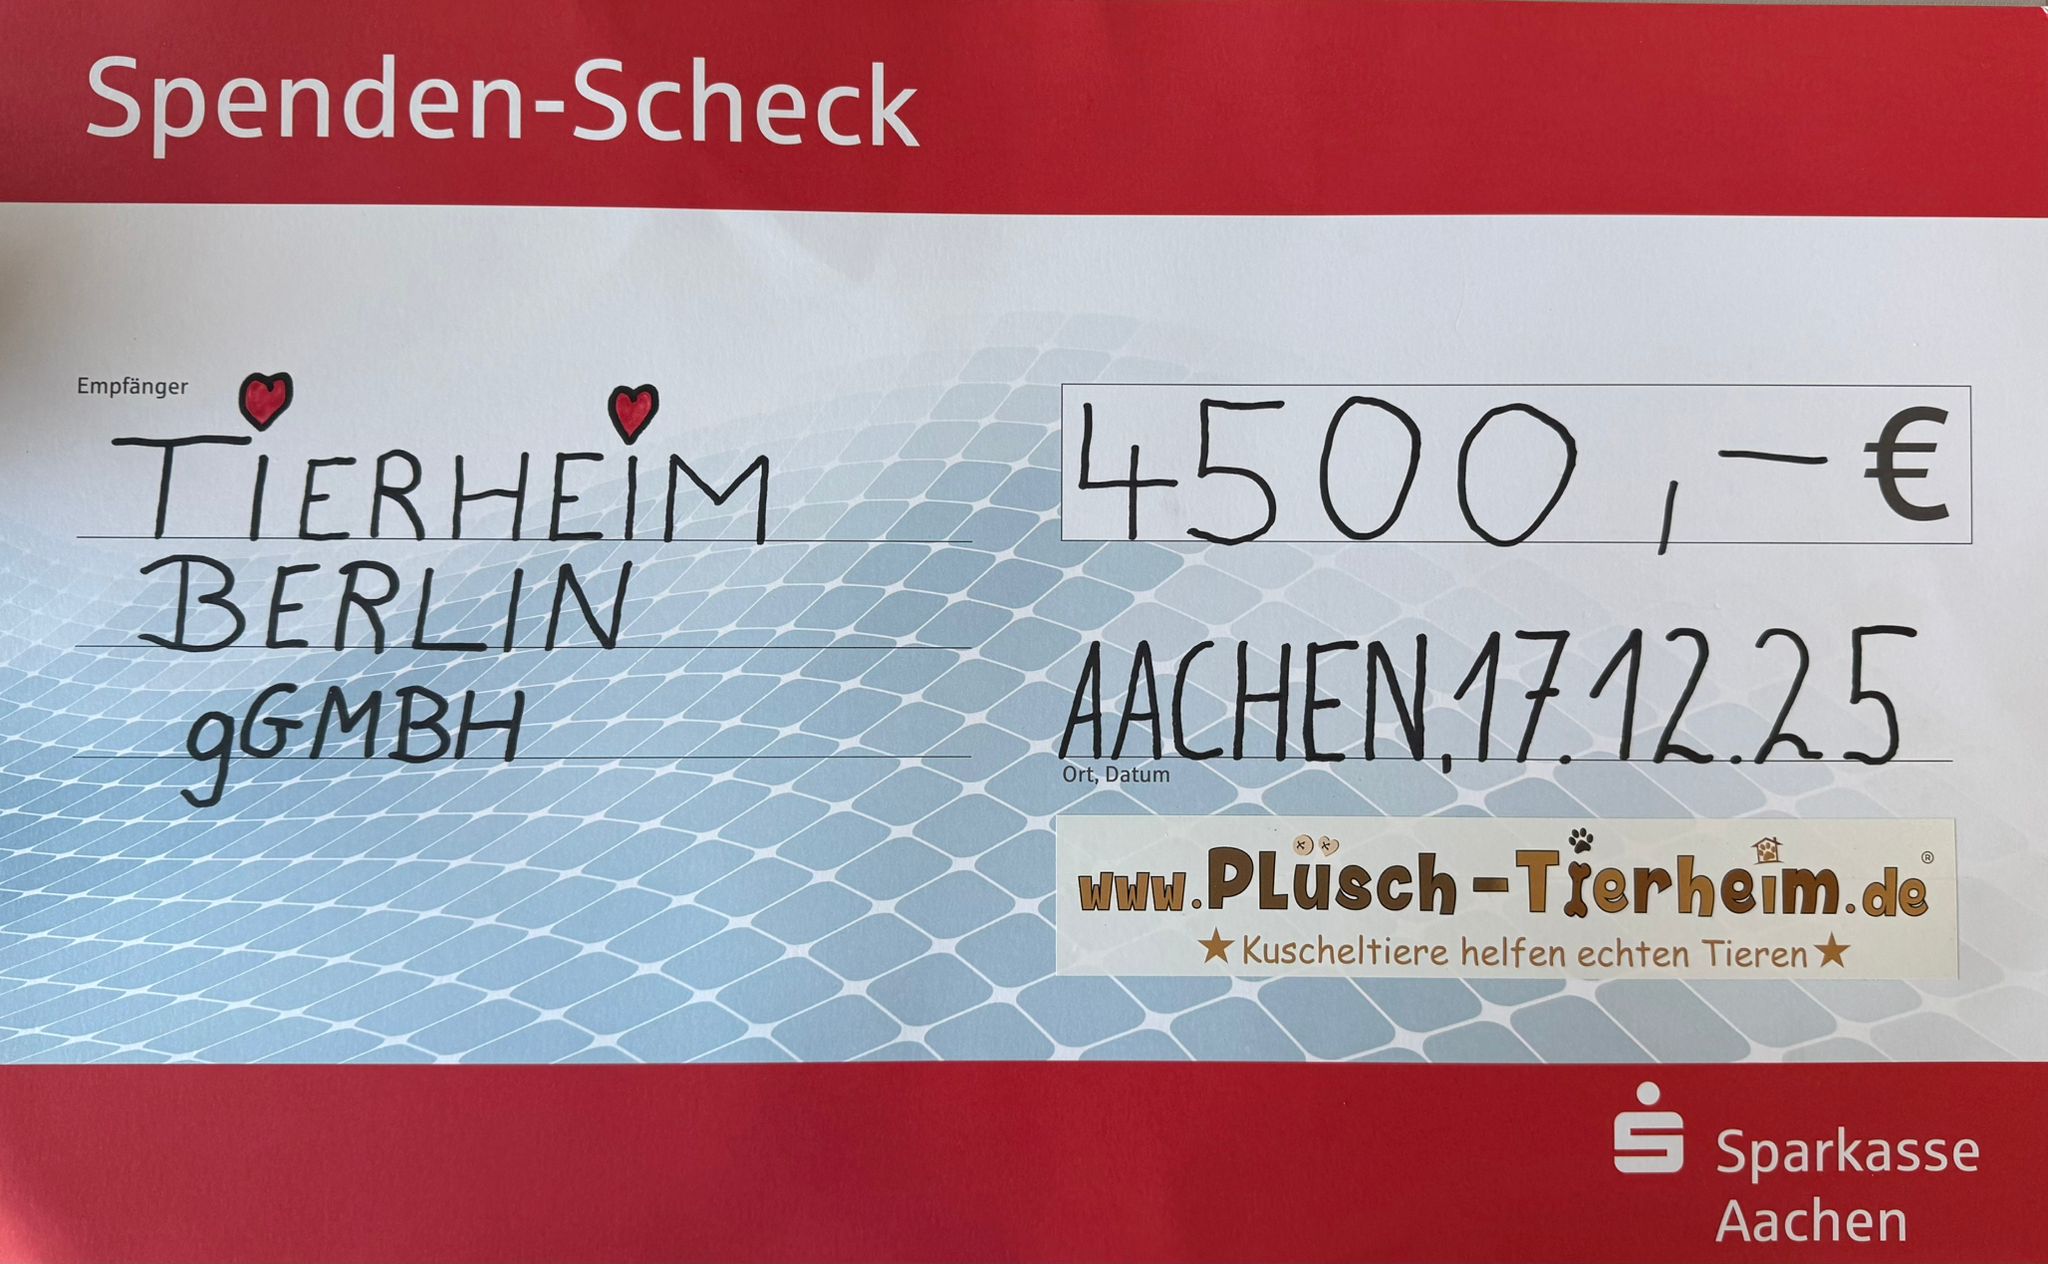 Spenden-Scheck
Empfänger
TiERHEiM
BERLIN
gGMBH
4500,— €
AACHEN, 17.12.25
Ort, Datum
www.PLüsch-Tierheim.de®
★ Kuscheltiere helfen echten Tieren ★
Sparkasse
Aachen